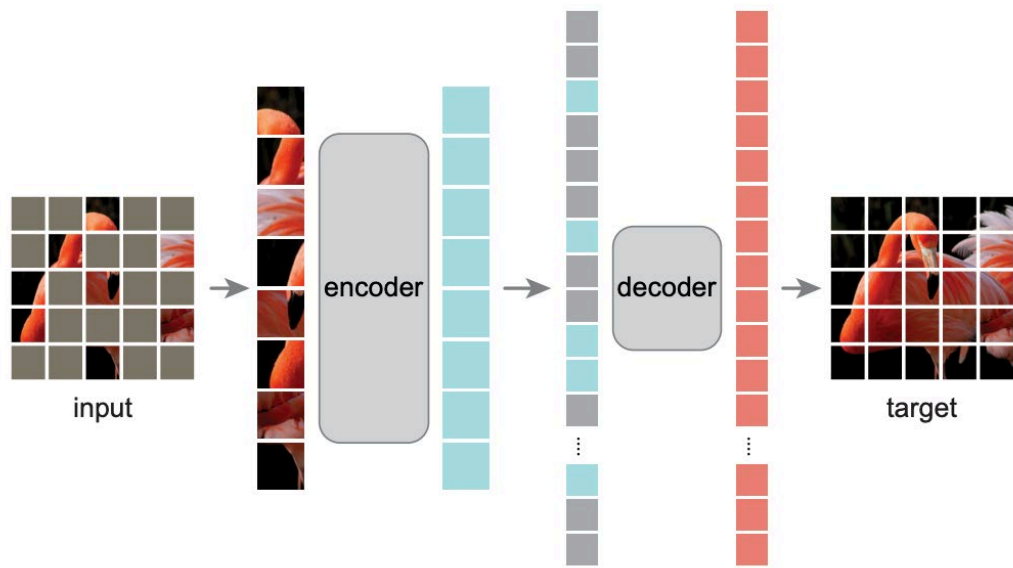 input
encoder
decoder
target